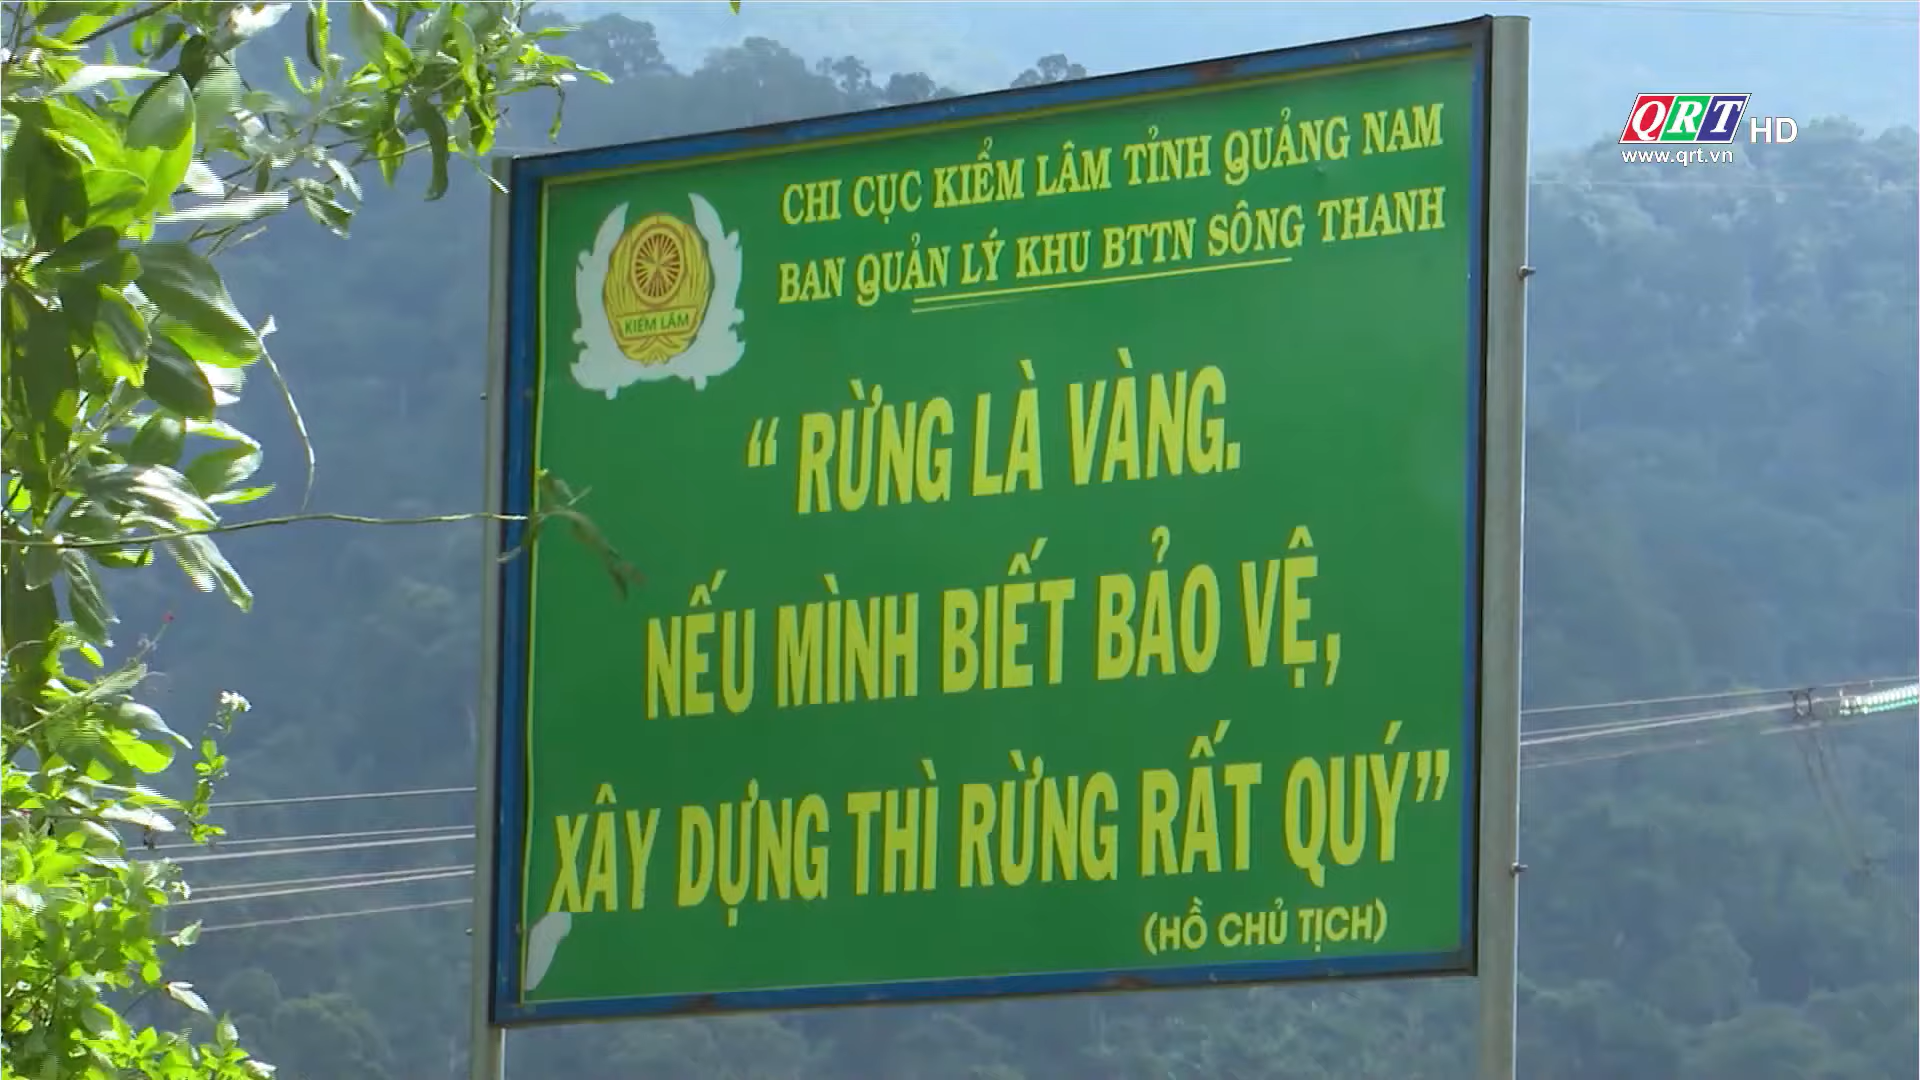 QRT HD
www.qrt.vn
CHI CỤC KIỂM LÂM TỈNH QUẢNG NAM
BAN QUẢN LÝ KHU BTTN SÔNG THANH
KIỂM LÂM
“ RỪNG LÀ VÀNG.
NẾU MÌNH BIẾT BẢO VỆ,
XÂY DỰNG THÌ RỪNG RẤT QUÝ”
(HỒ CHỦ TỊCH)